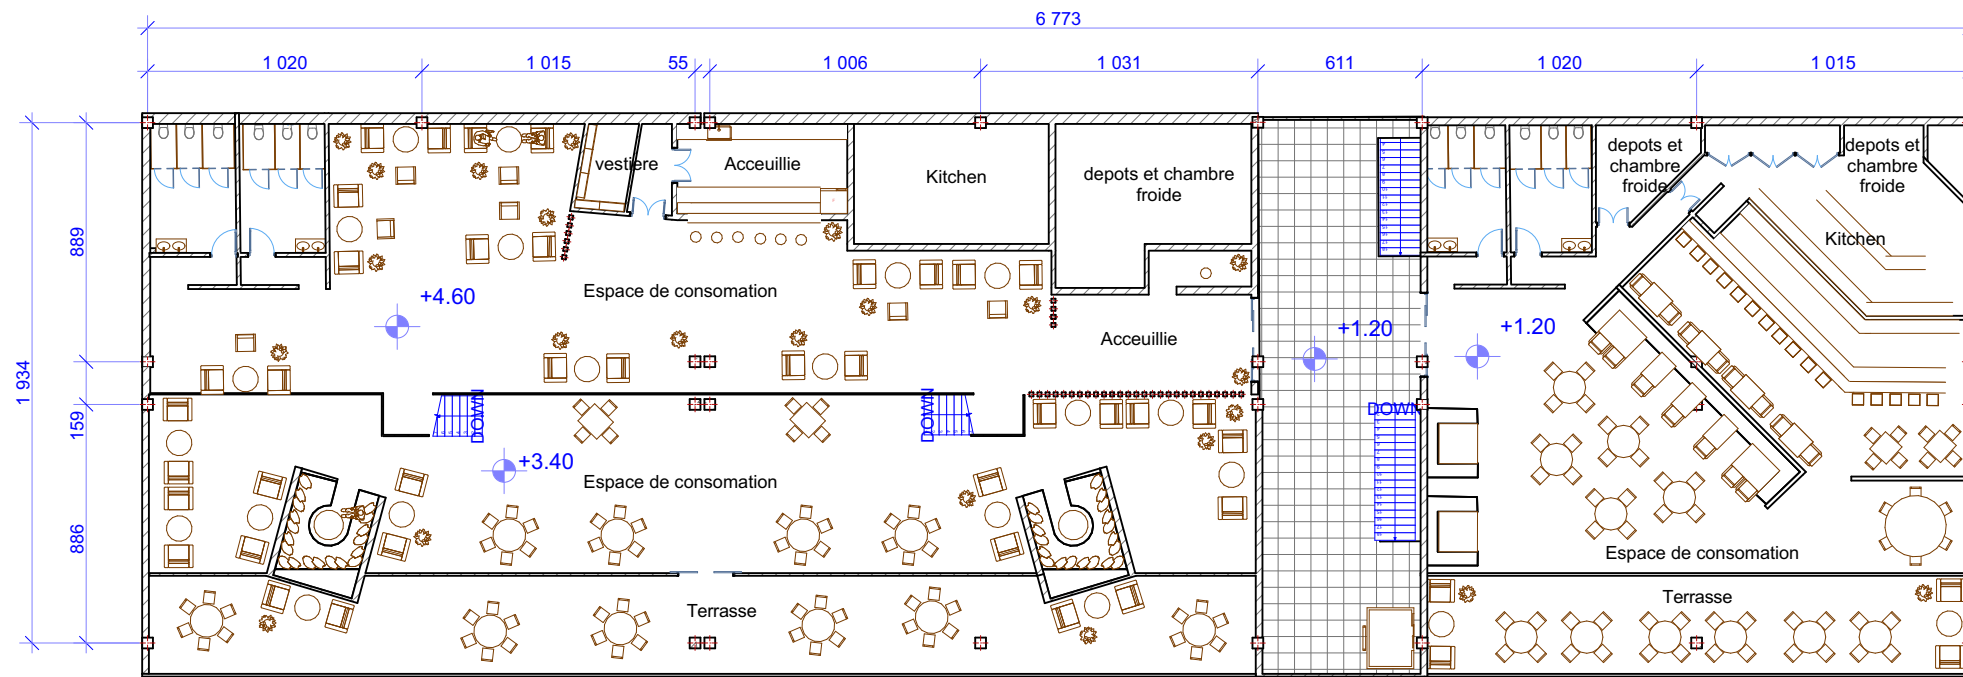 6 773
1 020
1 015
55
1 006
1 031
611
1 020
1 015
vestiere
Acceuillie
Kitchen
depots et chambre
froide
depots et
chambre
froide
depots et
chambre
froide
Kitchen
889
1 934
159
886
+4.60
Espace de consomation
Acceuillie
+1.20
+1.20
DOWN
DOWN
DOWN
+3.40
Espace de consomation
Espace de consomation
Terrasse
Terrasse